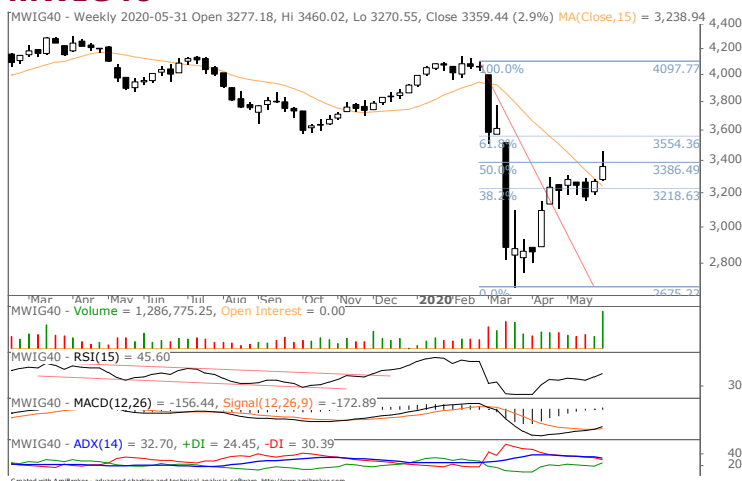 MWIG40 - Weekly 2020-05-31 Open 3277.18, Hi 3460.02, Lo 3270.55, Close 3359.44 (2.9%) MA(Close,15) = 3,238.94
4,400
4,200
4,000
3,800
3,600
3,400
3,200
3,000
2,800
100.0% 4097.77
61.8% 3554.36
50.0% 3386.49
38.2% 3218.63
0.0% 2675.22
Mar Apr May Jun Jul Aug Sep Oct Nov Dec 2020 Feb Mar Apr May
MWIG40 - Volume = 1,286,775.25, Open Interest = 0.00
MWIG40 - RSI(15) = 45.60
30
MWIG40 - MACD(12,26) = -156.44, Signal(12,26,9) = -172.89
MWIG40 - ADX(14) = 32.70, +DI = 24.45, -DI = 30.39
40
20